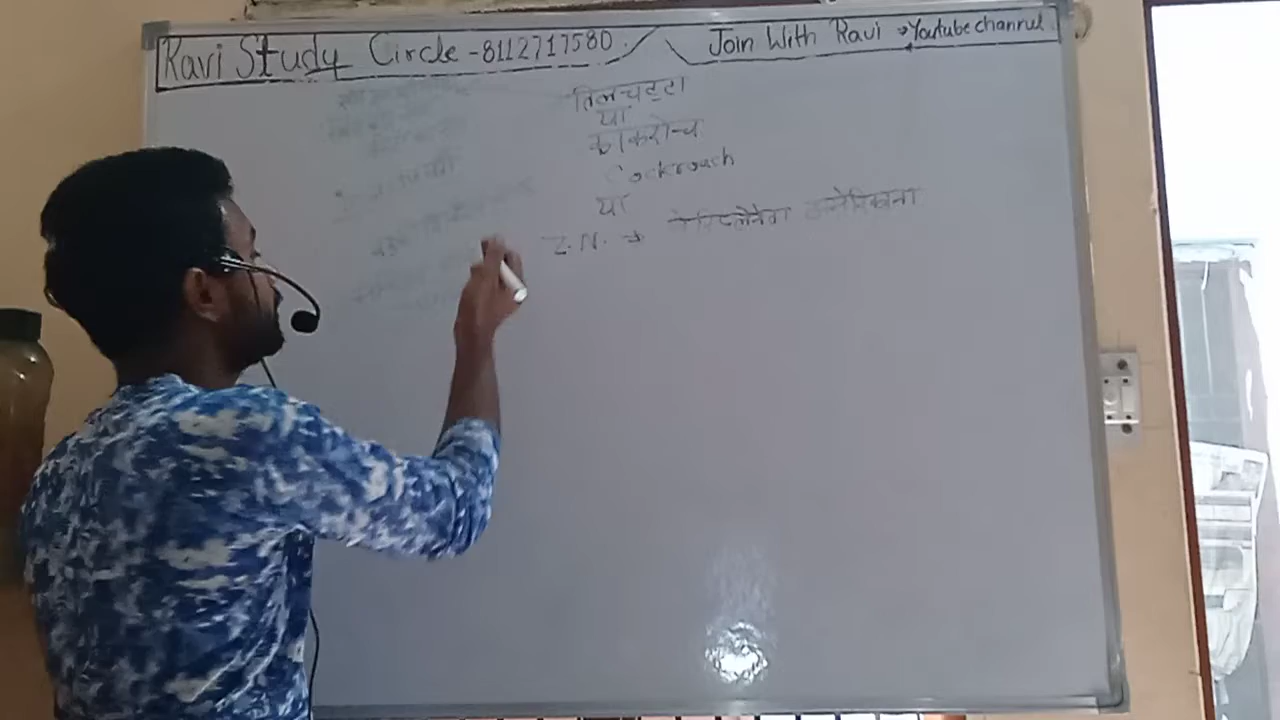 Ravi Study Circle - 8112717580.
Join With Ravi → Youtube channel
तिलचट्टा
या
काकरोच
Cockroach
या
Z.N. → पेरिप्लेनेटा अमेरिकाना